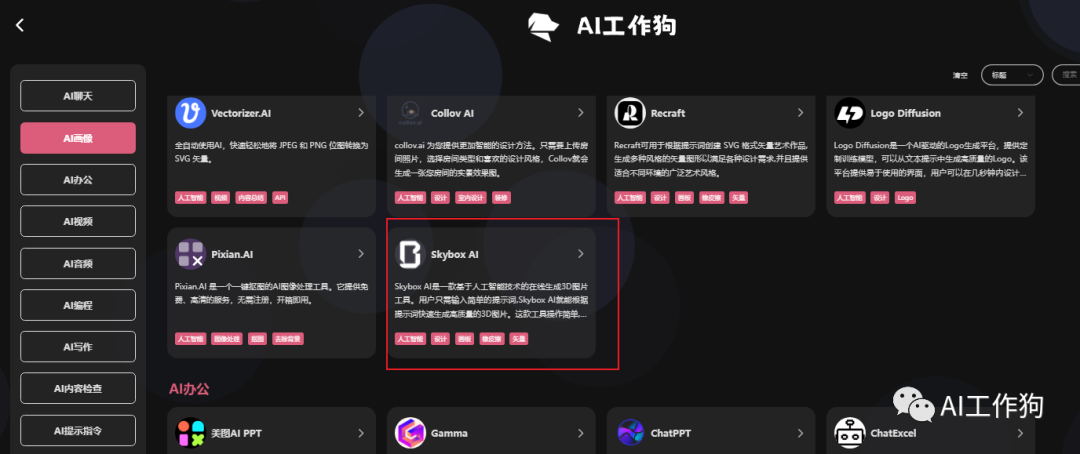 AI工作狗
清空
标题
搜索
AI聊天
AI画像
AI办公
AI视频
AI音频
AI编程
AI写作
AI内容检查
AI提示指令
Vectorizer.AI
全自动使用AI，快速轻松地将 JPEG 和 PNG 位图转换为
SVG 矢量。
人工智能 视频 内容总结 API
Collov AI
collov.ai 为您提供更加智能的设计方法。只需要上传房
间照片，选择房间类型和喜欢的设计风格，Collov就会
生成一张您房间的实景效果图。
人工智能 设计 室内设计 装修
Recraft
Recraft可用于根据提示词创建 SVG 格式矢量艺术作品,
生成多种风格的矢量图形以满足各种设计需求,并且提供
适合不同环境的广泛艺术风格。
人工智能 设计 画板 橡皮擦 矢量
Logo Diffusion
Logo Diffusion是一个AI驱动的Logo生成平台，提供定
制训练模型，可以从文本提示中生成高质量的Logo。该
平台提供易于使用的界面，用户可以在几秒钟内设计...
人工智能 设计 Logo
Pixian.AI
Pixian.AI 是一个一键抠图的AI图像处理工具。它提供免
费、高清的服务，无需注册，开箱即用。
人工智能 图像处理 抠图 去除背景
Skybox AI
Skybox AI是一款基于人工智能技术的在线生成3D图片
工具。用户只需输入简单的提示词,Skybox AI就能根据
提示词快速生成高质量的3D图片。这款工具操作简单,...
人工智能 设计 画板 橡皮擦 矢量
AI办公
美图AI PPT
Gamma
ChatPPT
ChatExcel
AI工作狗